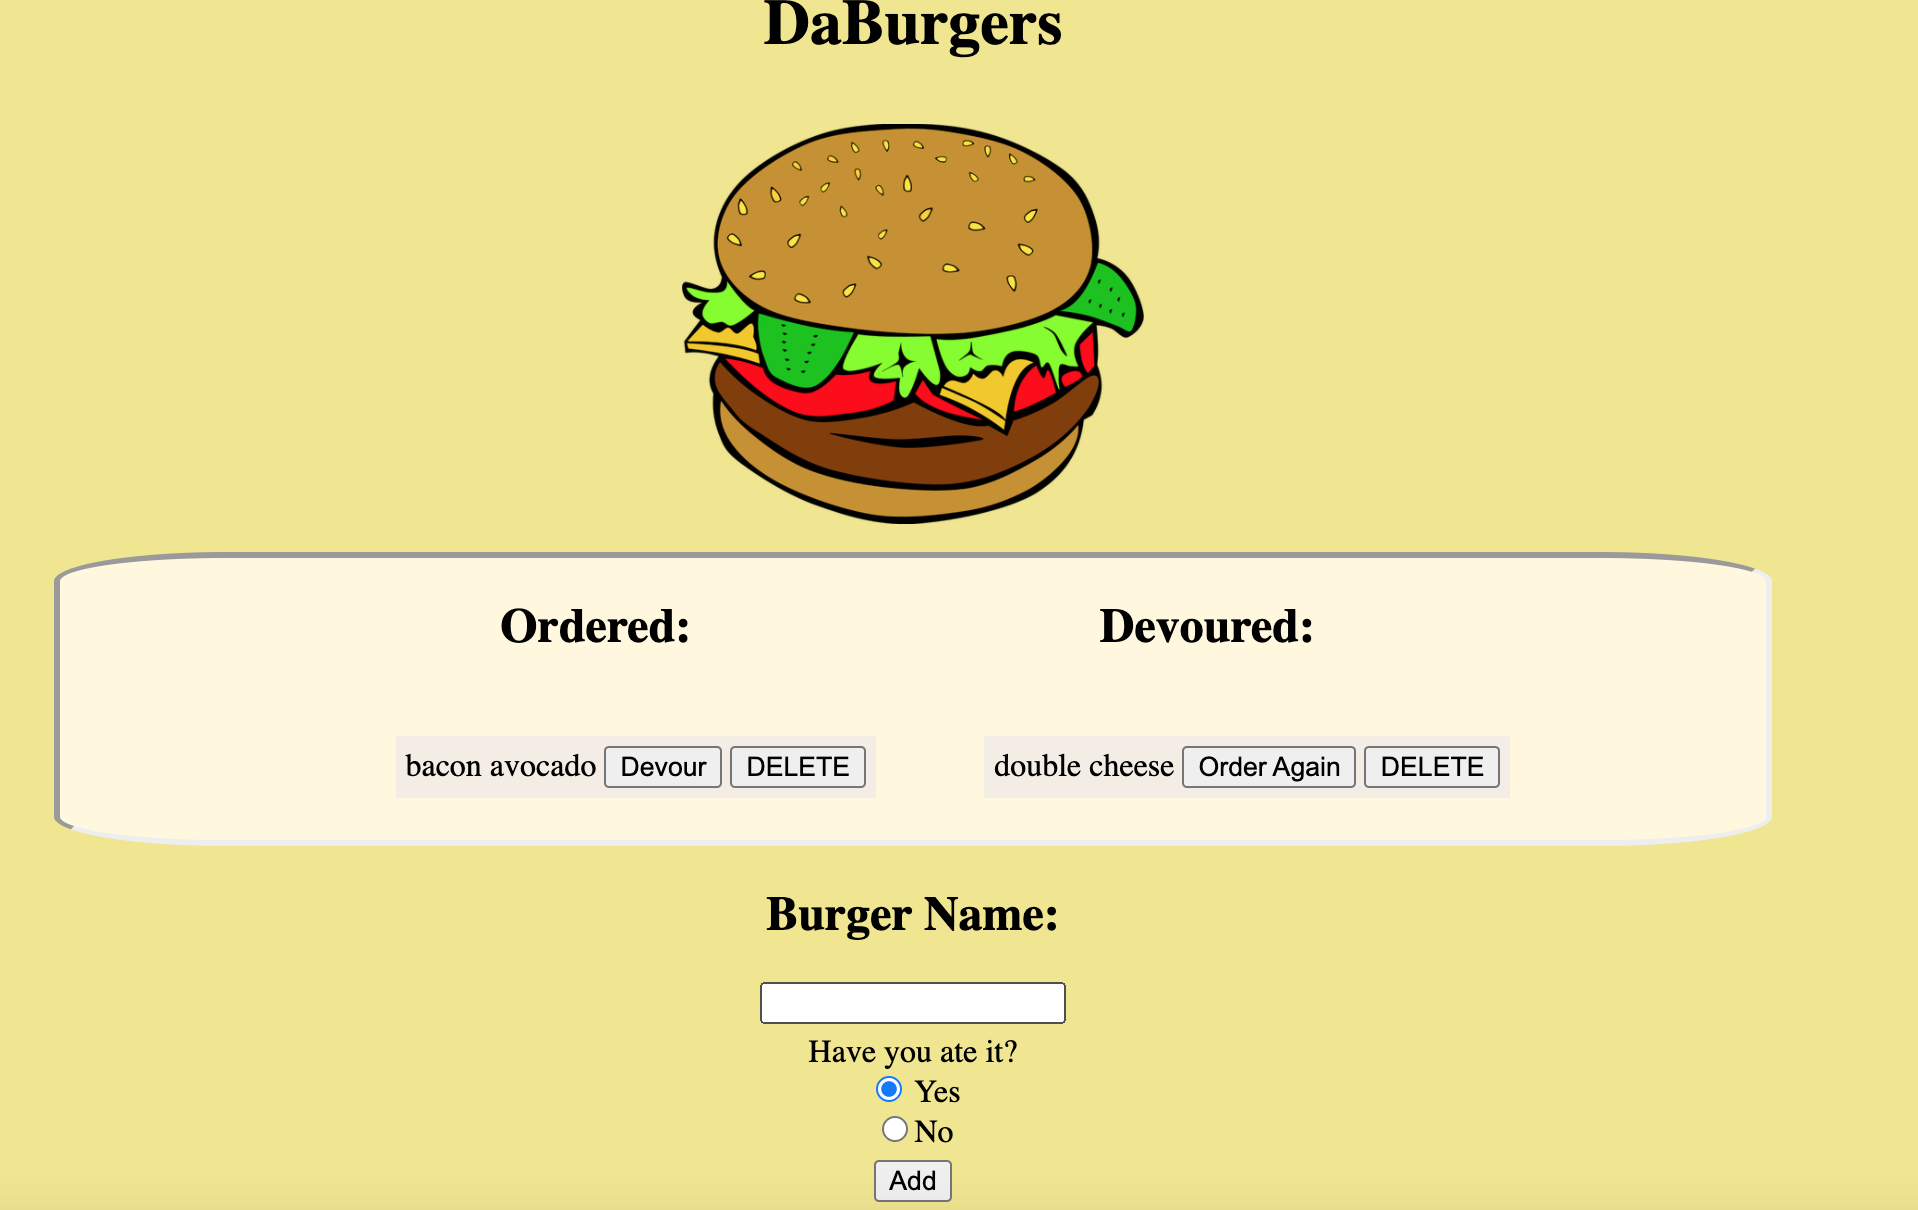 DaBurgers
Ordered:
Devoured:
bacon avocado Devour DELETE
double cheese Order Again DELETE
Burger Name:
Have you ate it?
Yes
No
Add